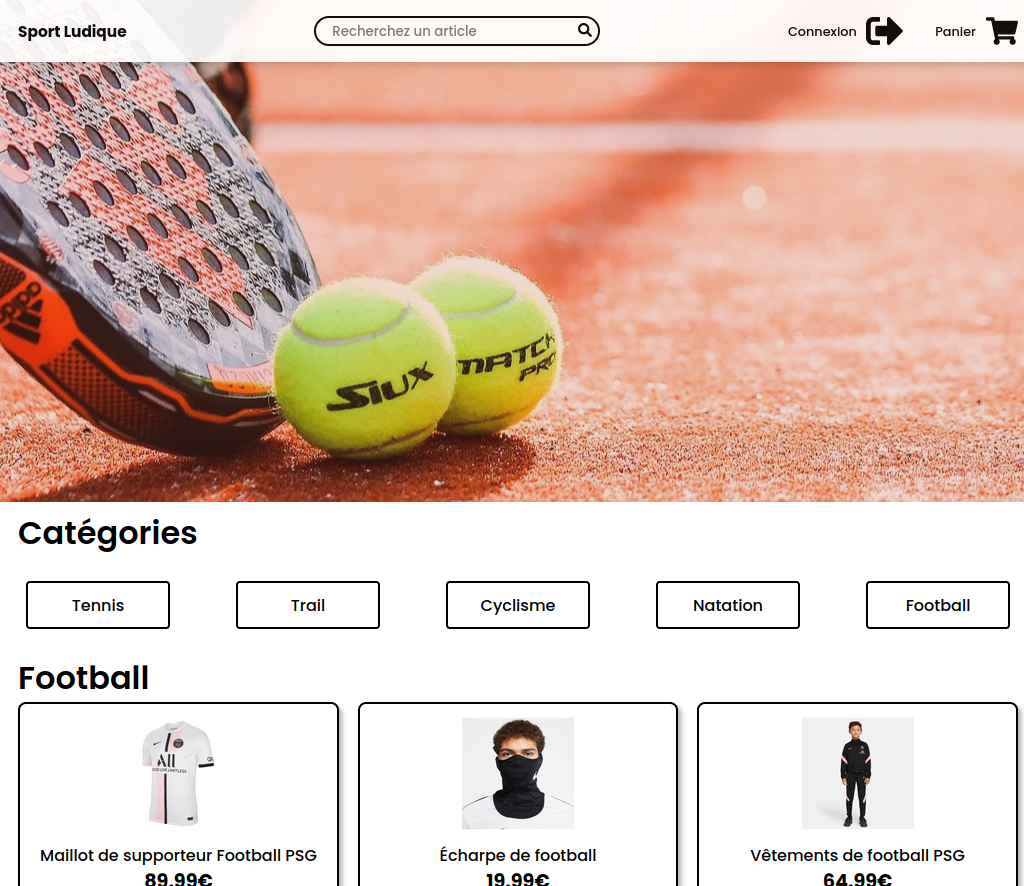 Sport Ludique
Recherchez un article
Connexion
Panier
adidas
SIUX
MATCH
PRO
Catégories
Tennis
Trail
Cyclisme
Natation
Football
Football
ALL
Maillot de supporteur Football PSG
Écharpe de football
Vêtements de football PSG
89.99€
19.99€
64.99€